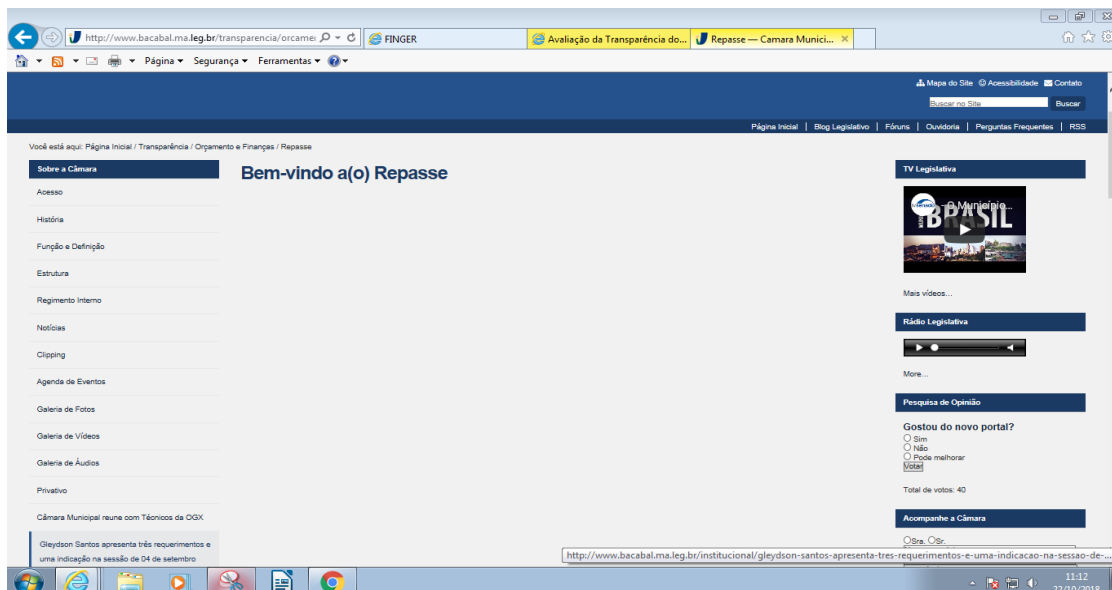 http://www.bacabal.ma.leg.br/transparencia/orcamei
FINGER
Avaliação da Transparência do...
Repasse — Camara Munici...
Página Segurança Ferramentas
Mapa do Site Acessibilidade Contato
Buscar no Site Buscar
Página Inicial | Blog Legislativo | Fóruns | Ouvidoria | Perguntas Frequentes | RSS
Você está aqui: Página Inicial / Transparência / Orçamento e Finanças / Repasse
Sobre a Câmara
Acesso
História
Função e Definição
Estrutura
Regimento Interno
Notícias
Clipping
Agenda de Eventos
Galeria de Fotos
Galeria de Vídeos
Galeria de Áudios
Privativo
Câmara Municipal reune com Técnicos da OGX
Gleydson Santos apresenta três requerimentos e
uma indicação na sessão de 04 de setembro
Bem-vindo a(o) Repasse
TV Legislativa
- O Município...
BRASIL
Mais vídeos...
Rádio Legislativa
More...
Pesquisa de Opinião
Gostou do novo portal?
Sim
Não
Pode melhorar
Votar
Total de votos: 40
Acompanhe a Câmara
Sra. Sr.
http://www.bacabal.ma.leg.br/institucional/gleydson-santos-apresenta-tres-requerimentos-e-uma-indicacao-na-sessao-de-...
11:12
22/10/2018